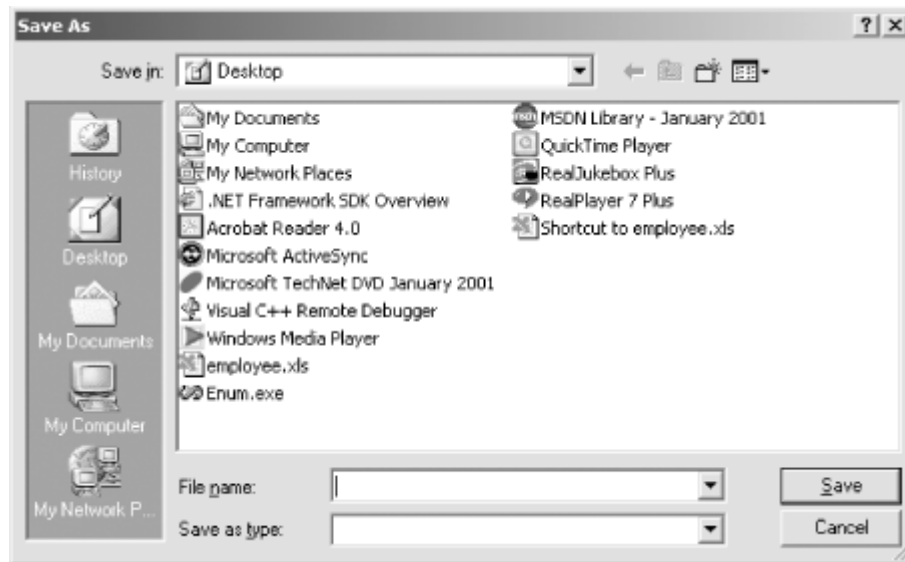 Save As
Save in: Desktop
History
Desktop
My Documents
My Computer
My Network P...
My Documents
My Computer
My Network Places
.NET Framework SDK Overview
Acrobat Reader 4.0
Microsoft ActiveSync
Microsoft TechNet DVD January 2001
Visual C++ Remote Debugger
Windows Media Player
employee.xls
Enum.exe
MSDN Library - January 2001
QuickTime Player
RealJukebox Plus
RealPlayer 7 Plus
Shortcut to employee.xls
File name:
Save
Save as type:
Cancel